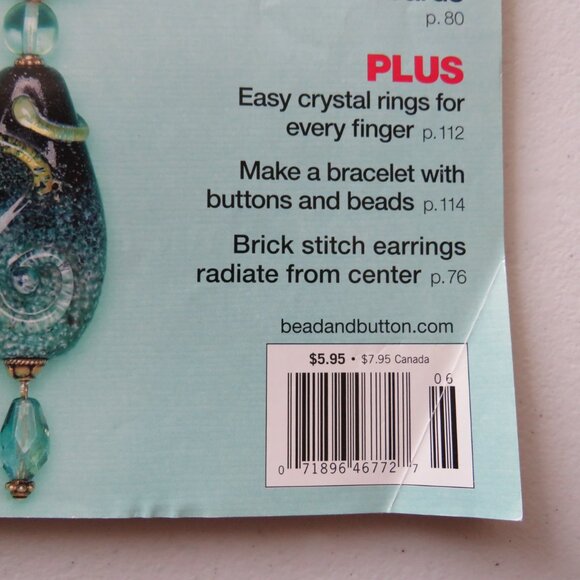 p.80
PLUS
Easy crystal rings for
every finger p.112
Make a bracelet with
buttons and beads p.114
Brick stitch earrings
radiate from center p.76
beadandbutton.com
$5.95 • $7.95 Canada
06
0 71896 46772 7